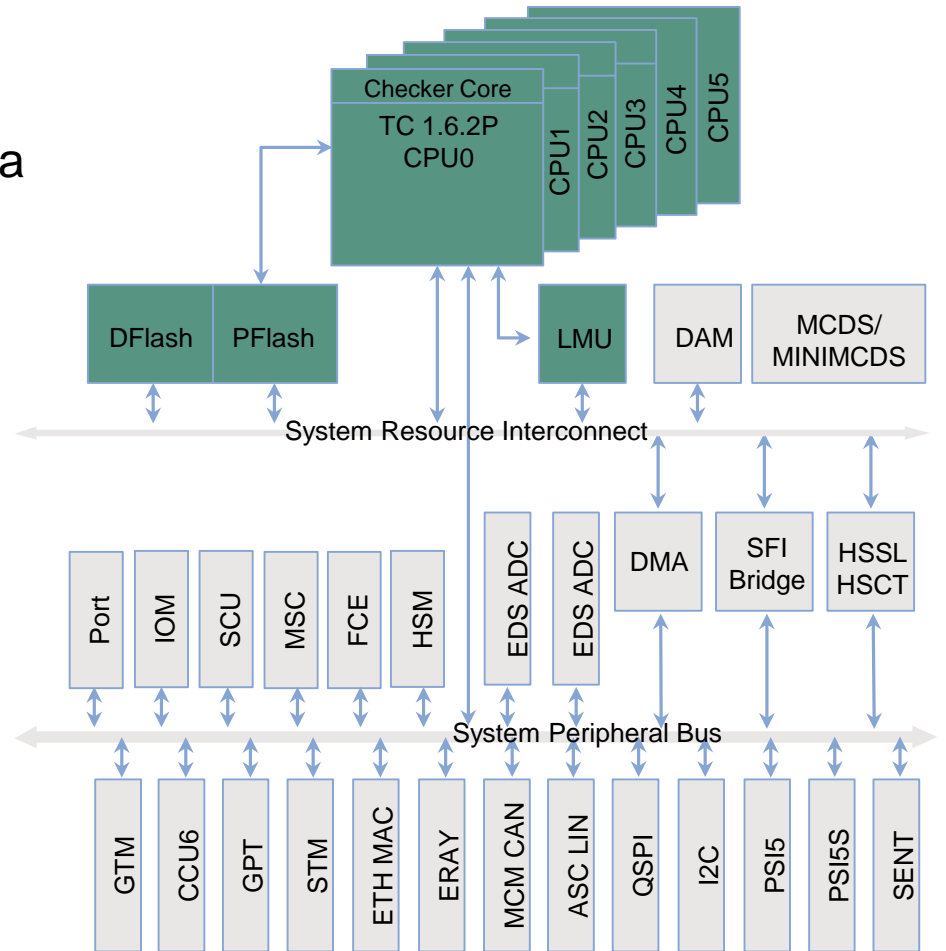 a
Checker Core
TC 1.6.2P
CPU0
CPU1
CPU2
CPU3
CPU4
CPU5
DFlash
PFlash
LMU
DAM
MCDS/
MINIMCDS
System Resource Interconnect
Port
IOM
SCU
MSC
FCE
HSM
EDS ADC
EDS ADC
DMA
SFI
Bridge
HSSL
HSCT
System Peripheral Bus
GTM
CCU6
GPT
STM
ETH MAC
ERAY
MCM CAN
ASC LIN
QSPI
I2C
PSI5
PSI5S
SENT